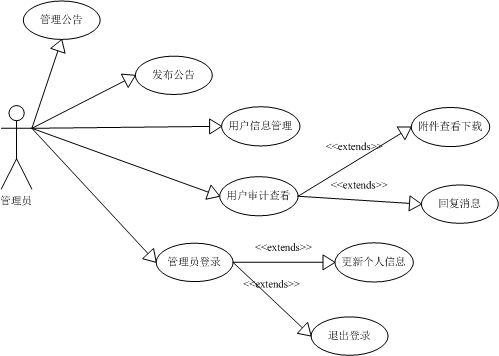 管理公告
发布公告
用户信息管理
附件查看下载
<<extends>>
<<extends>>
用户审计查看
管理员
回复消息
<<extends>>
管理员登录
更新个人信息
<<extends>>
退出登录